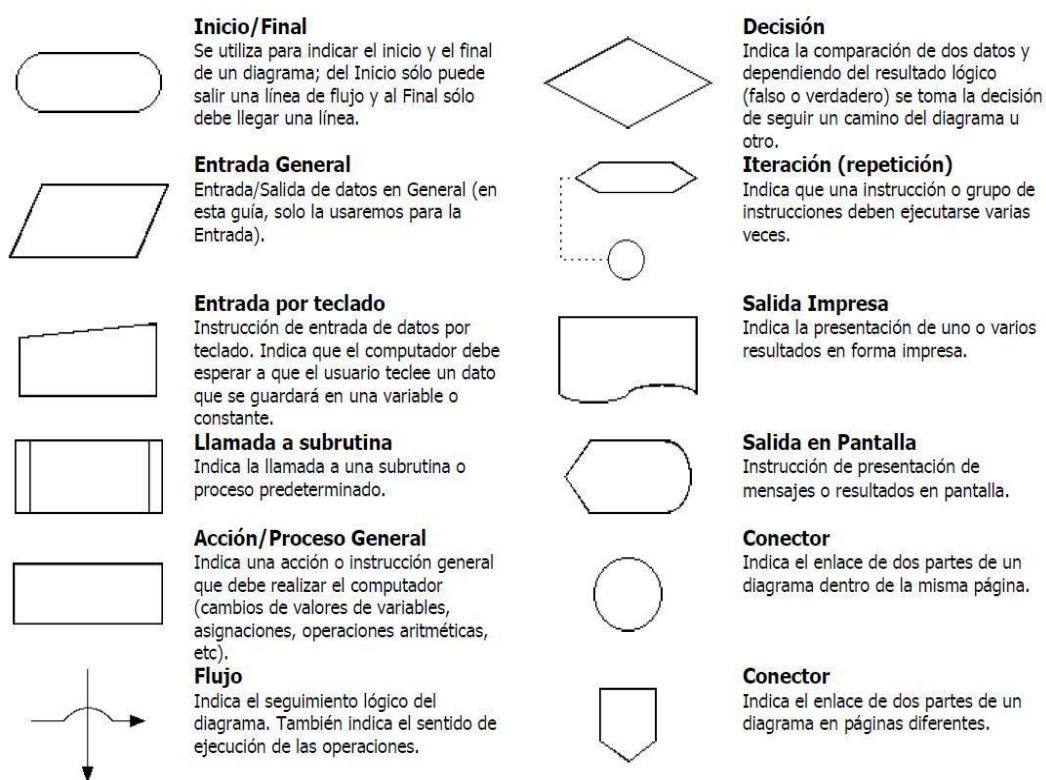 Inicio/Final
Se utiliza para indicar el inicio y el final
de un diagrama; del Inicio sólo puede
salir una línea de flujo y al Final sólo
debe llegar una línea.
Entrada General
Entrada/Salida de datos en General (en
esta guía, solo la usaremos para la
Entrada).
Entrada por teclado
Instrucción de entrada de datos por
teclado. Indica que el computador debe
esperar a que el usuario teclee un dato
que se guardará en una variable o
constante.
Llamada a subrutina
Indica la llamada a una subrutina o
proceso predeterminado.
Acción/Proceso General
Indica una acción o instrucción general
que debe realizar el computador
(cambios de valores de variables,
asignaciones, operaciones aritméticas,
etc).
Flujo
Indica el seguimiento lógico del
diagrama. También indica el sentido de
ejecución de las operaciones.
Decisión
Indica la comparación de dos datos y
dependiendo del resultado lógico
(falso o verdadero) se toma la decisión
de seguir un camino del diagrama u
otro.
Iteración (repetición)
Indica que una instrucción o grupo de
instrucciones deben ejecutarse varias
veces.
Salida Impresa
Indica la presentación de uno o varios
resultados en forma impresa.
Salida en Pantalla
Instrucción de presentación de
mensajes o resultados en pantalla.
Conector
Indica el enlace de dos partes de un
diagrama dentro de la misma página.
Conector
Indica el enlace de dos partes de un
diagrama en páginas diferentes.